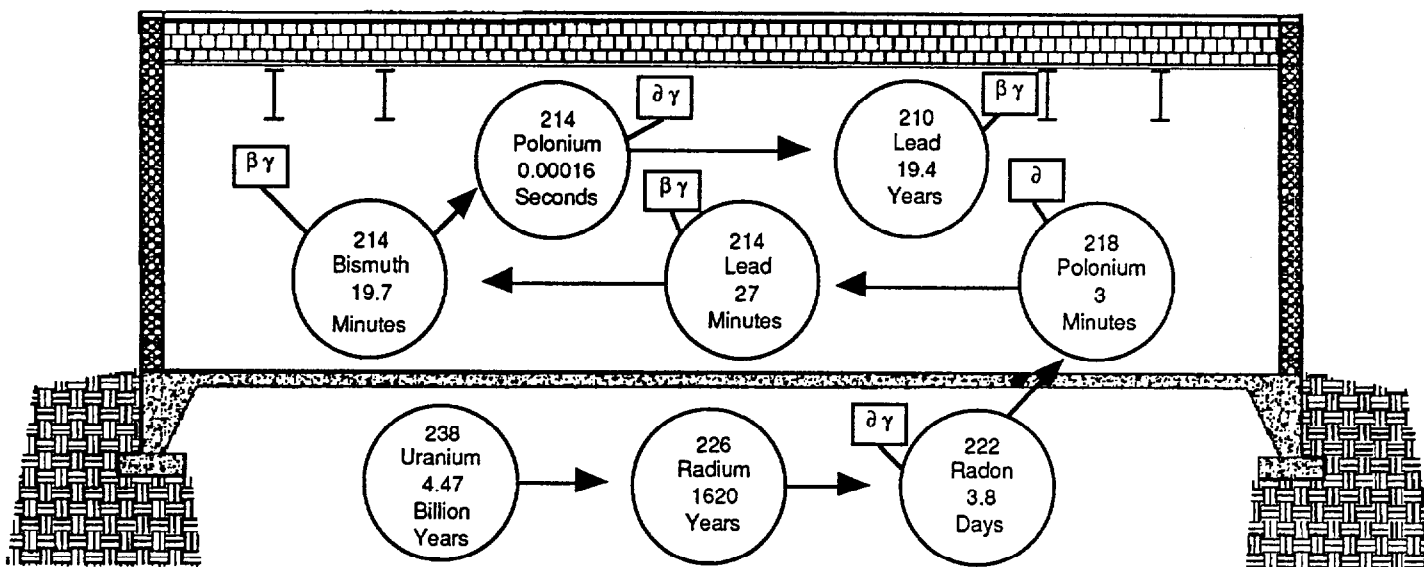 ∂ γ
214
Polonium
0.00016
Seconds
β γ
210
Lead
19.4
Years
β γ
214
Bismuth
19.7
Minutes
β γ
214
Lead
27
Minutes
∂
218
Polonium
3
Minutes
238
Uranium
4.47
Billion
Years
226
Radium
1620
Years
∂ γ
222
Radon
3.8
Days